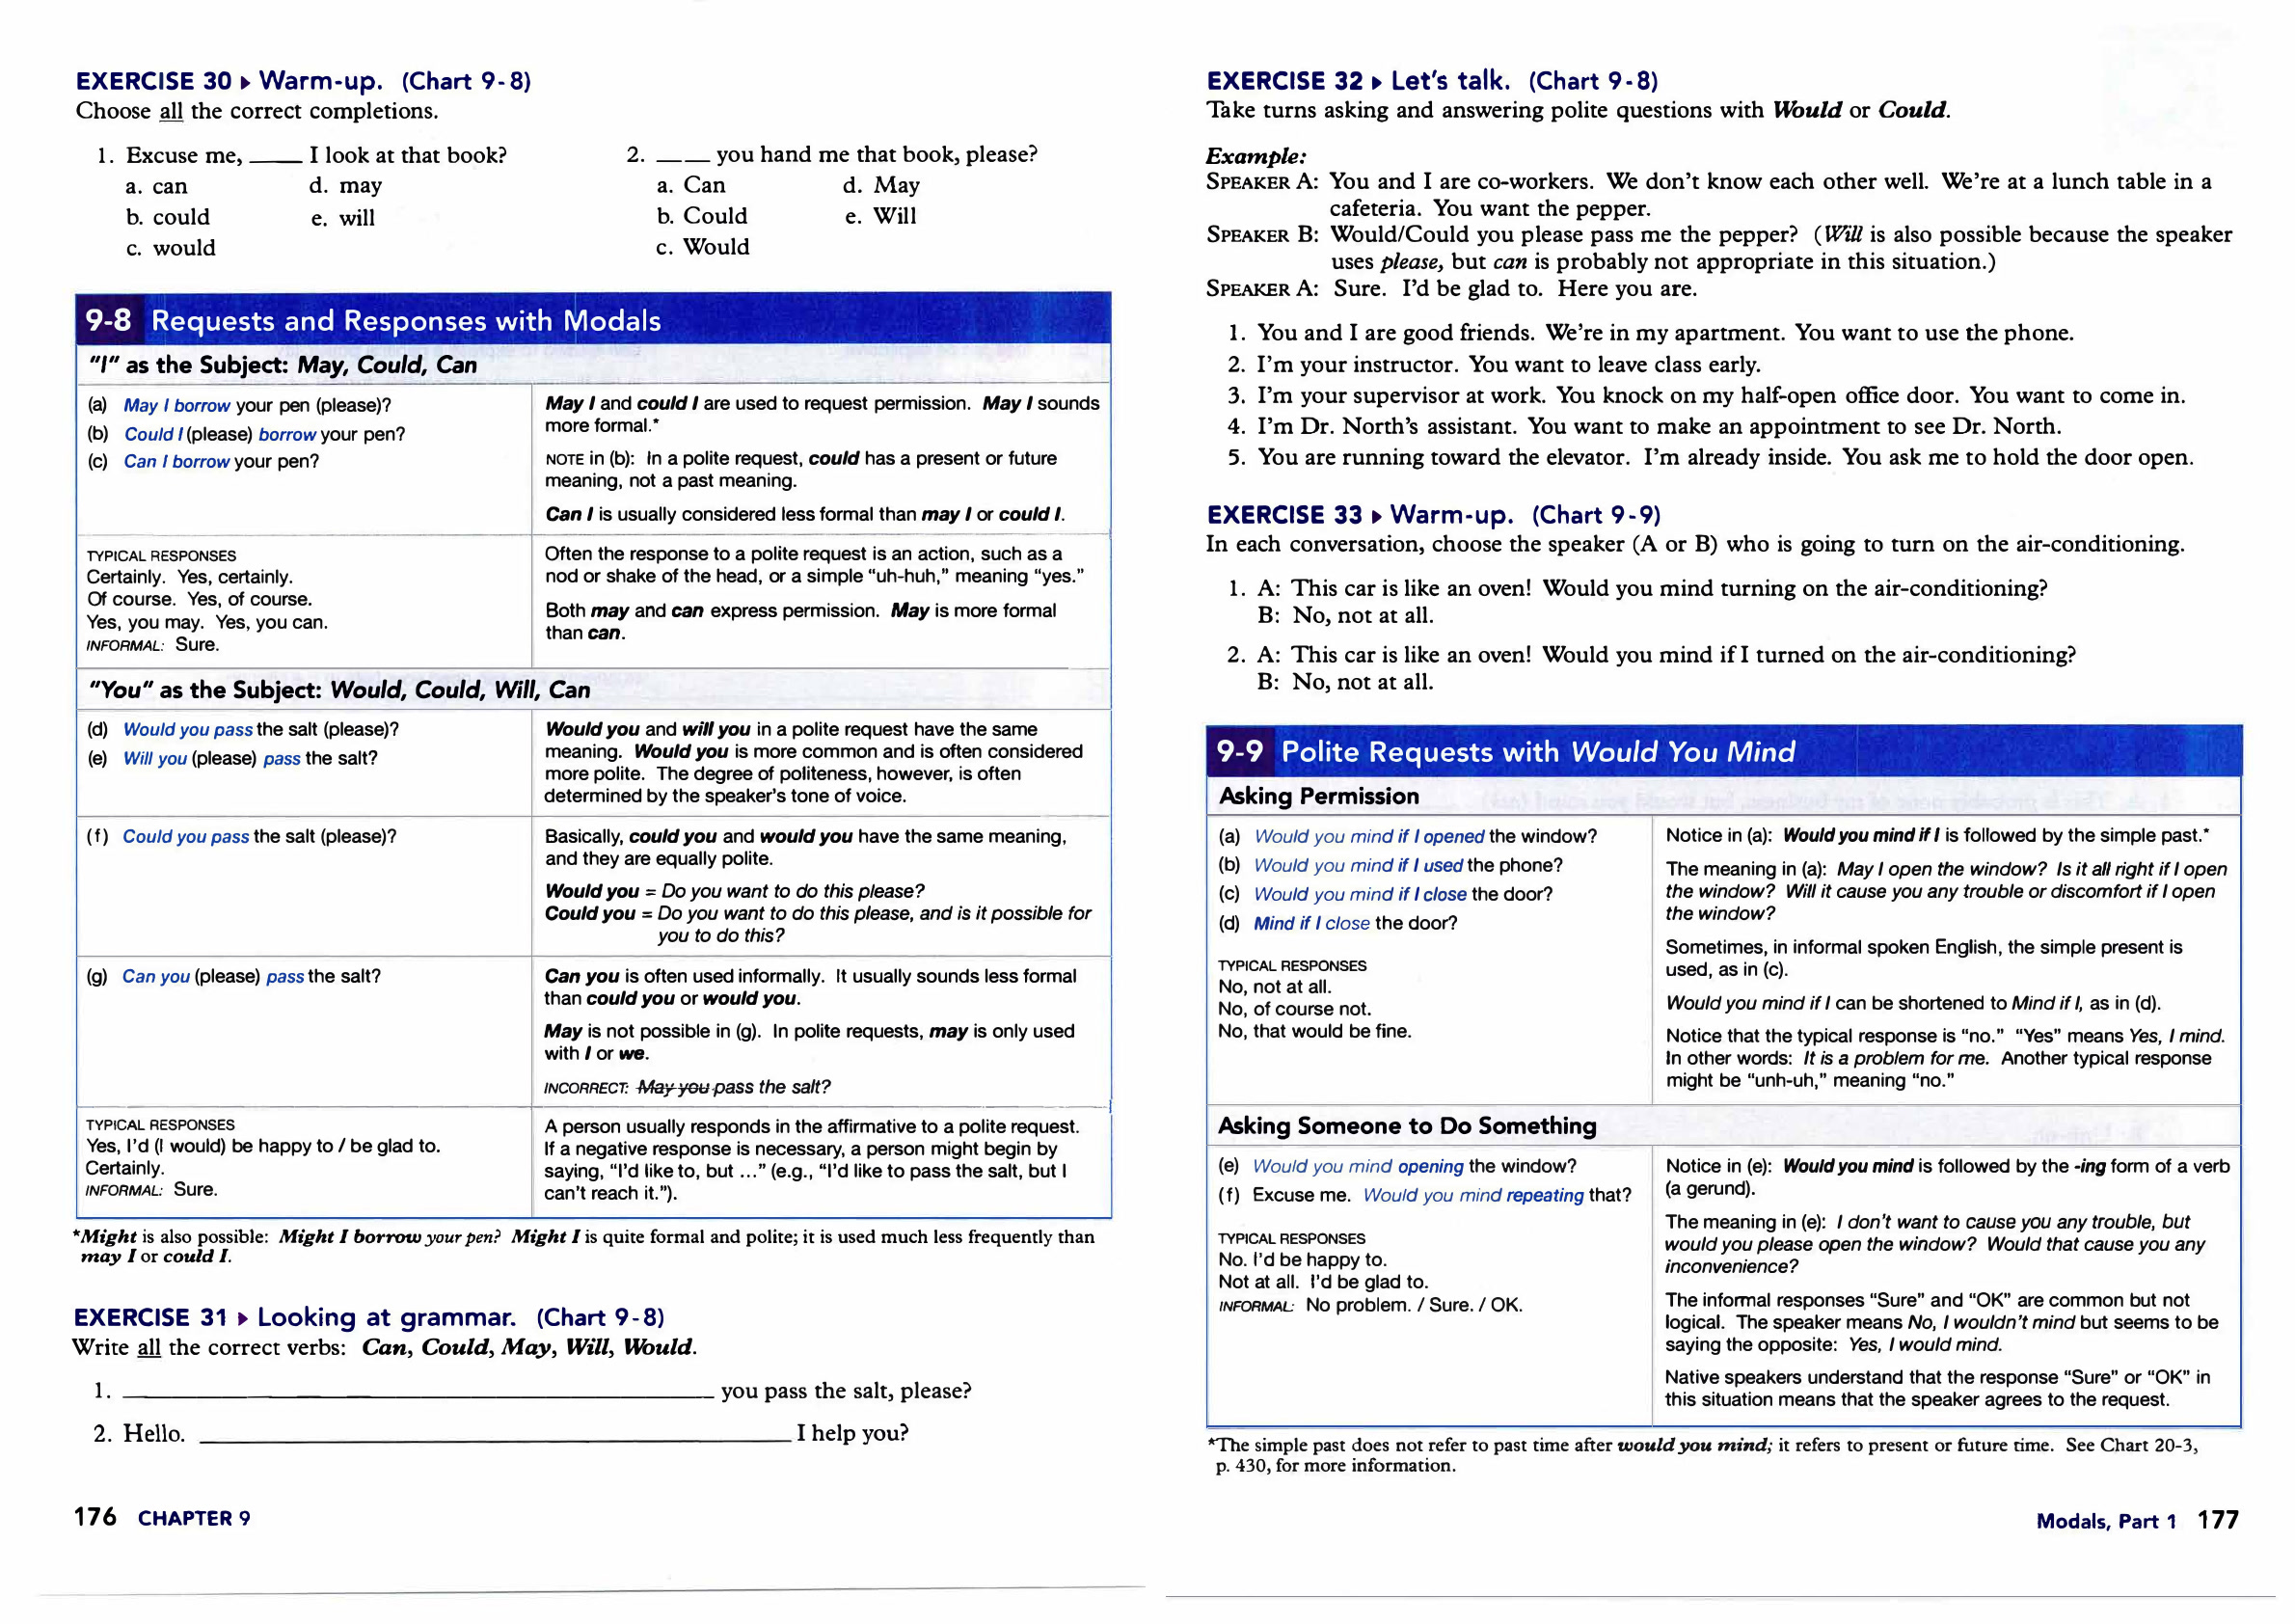 EXERCISE 30 ▸ Warm-up. (Chart 9-8)
Choose all the correct completions.
1. Excuse me, ____ I look at that book?
a. can
b. could
c. would
d. may
e. will
2. ____ you hand me that book, please?
a. Can
b. Could
c. Would
d. May
e. Will
9-8 Requests and Responses with Modals
"I" as the Subject: May, Could, Can
(a) May I borrow your pen (please)?
(b) Could I (please) borrow your pen?
(c) Can I borrow your pen?
May I and could I are used to request permission. May I sounds
more formal.*
NOTE in (b): In a polite request, could has a present or future
meaning, not a past meaning.
Can I is usually considered less formal than may I or could I.
TYPICAL RESPONSES
Certainly. Yes, certainly.
Of course. Yes, of course.
Yes, you may. Yes, you can.
INFORMAL: Sure.
Often the response to a polite request is an action, such as a
nod or shake of the head, or a simple "uh-huh," meaning "yes."
Both may and can express permission. May is more formal
than can.
"You" as the Subject: Would, Could, Will, Can
(d) Would you pass the salt (please)?
(e) Will you (please) pass the salt?
Would you and will you in a polite request have the same
meaning. Would you is more common and is often considered
more polite. The degree of politeness, however, is often
determined by the speaker's tone of voice.
(f) Could you pass the salt (please)?
Basically, could you and would you have the same meaning,
and they are equally polite.
Would you = Do you want to do this please?
Could you = Do you want to do this please, and is it possible for
you to do this?
(g) Can you (please) pass the salt?
Can you is often used informally. It usually sounds less formal
than could you or would you.
May is not possible in (g). In polite requests, may is only used
with I or we.
INCORRECT: May you pass the salt?
TYPICAL RESPONSES
Yes, I'd (I would) be happy to / be glad to.
Certainly.
INFORMAL: Sure.
A person usually responds in the affirmative to a polite request.
If a negative response is necessary, a person might begin by
saying, "I'd like to, but ..." (e.g., "I'd like to pass the salt, but I
can't reach it.").
*Might is also possible: Might I borrow your pen? Might I is quite formal and polite; it is used much less frequently than
may I or could I.
EXERCISE 31 ▸ Looking at grammar. (Chart 9-8)
Write all the correct verbs: Can, Could, May, Will, Would.
1. ____ you pass the salt, please?
2. Hello. ____ I help you?
176 CHAPTER 9
EXERCISE 32 ▸ Let's talk. (Chart 9-8)
Take turns asking and answering polite questions with Would or Could.
Example:
SPEAKER A: You and I are co-workers. We don't know each other well. We're at a lunch table in a
cafeteria. You want the pepper.
SPEAKER B: Would/Could you please pass me the pepper? (Will is also possible because the speaker
uses please, but can is probably not appropriate in this situation.)
SPEAKER A: Sure. I'd be glad to. Here you are.
1. You and I are good friends. We're in my apartment. You want to use the phone.
2. I'm your instructor. You want to leave class early.
3. I'm your supervisor at work. You knock on my half-open office door. You want to come in.
4. I'm Dr. North's assistant. You want to make an appointment to see Dr. North.
5. You are running toward the elevator. I'm already inside. You ask me to hold the door open.
EXERCISE 33 ▸ Warm-up. (Chart 9-9)
In each conversation, choose the speaker (A or B) who is going to turn on the air-conditioning.
1. A: This car is like an oven! Would you mind turning on the air-conditioning?
B: No, not at all.
2. A: This car is like an oven! Would you mind if I turned on the air-conditioning?
B: No, not at all.
9-9 Polite Requests with Would You Mind
Asking Permission
(a) Would you mind if I opened the window?
(b) Would you mind if I used the phone?
(c) Would you mind if I close the door?
(d) Mind if I close the door?
TYPICAL RESPONSES
No, not at all.
No, of course not.
No, that would be fine.
Notice in (a): Would you mind if I is followed by the simple past.*
The meaning in (a): May I open the window? Is it all right if I open
the window? Will it cause you any trouble or discomfort if I open
the window?
Sometimes, in informal spoken English, the simple present is
used, as in (c).
Would you mind if I can be shortened to Mind if I, as in (d).
Notice that the typical response is "no." "Yes" means Yes, I mind.
In other words: It is a problem for me. Another typical response
might be "unh-uh," meaning "no."
Asking Someone to Do Something
(e) Would you mind opening the window?
(f) Excuse me. Would you mind repeating that?
TYPICAL RESPONSES
No. I'd be happy to.
Not at all. I'd be glad to.
INFORMAL: No problem. / Sure. / OK.
Notice in (e): Would you mind is followed by the -ing form of a verb
(a gerund).
The meaning in (e): I don't want to cause you any trouble, but
would you please open the window? Would that cause you any
inconvenience?
The informal responses "Sure" and "OK" are common but not
logical. The speaker means No, I wouldn't mind but seems to be
saying the opposite: Yes, I would mind.
Native speakers understand that the response "Sure" or "OK" in
this situation means that the speaker agrees to the request.
*The simple past does not refer to past time after would you mind; it refers to present or future time. See Chart 20-3,
p. 430, for more information.
Modals, Part 1 177